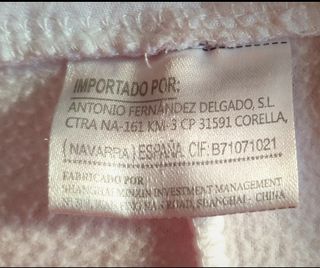 IMPORTADO POR:
ANTONIO FERNÁNDEZ DELGADO, S.L.
CTRA NA-161 KM-3 CP 31591 CORELLA,
(NAVARRA) ESPAÑA CIF: B71071021
FABRICADO POR:
SHANGHAI MINXIN INVESTMENT MANAGEMENT
ROAD, SHANGHAI - CHINA